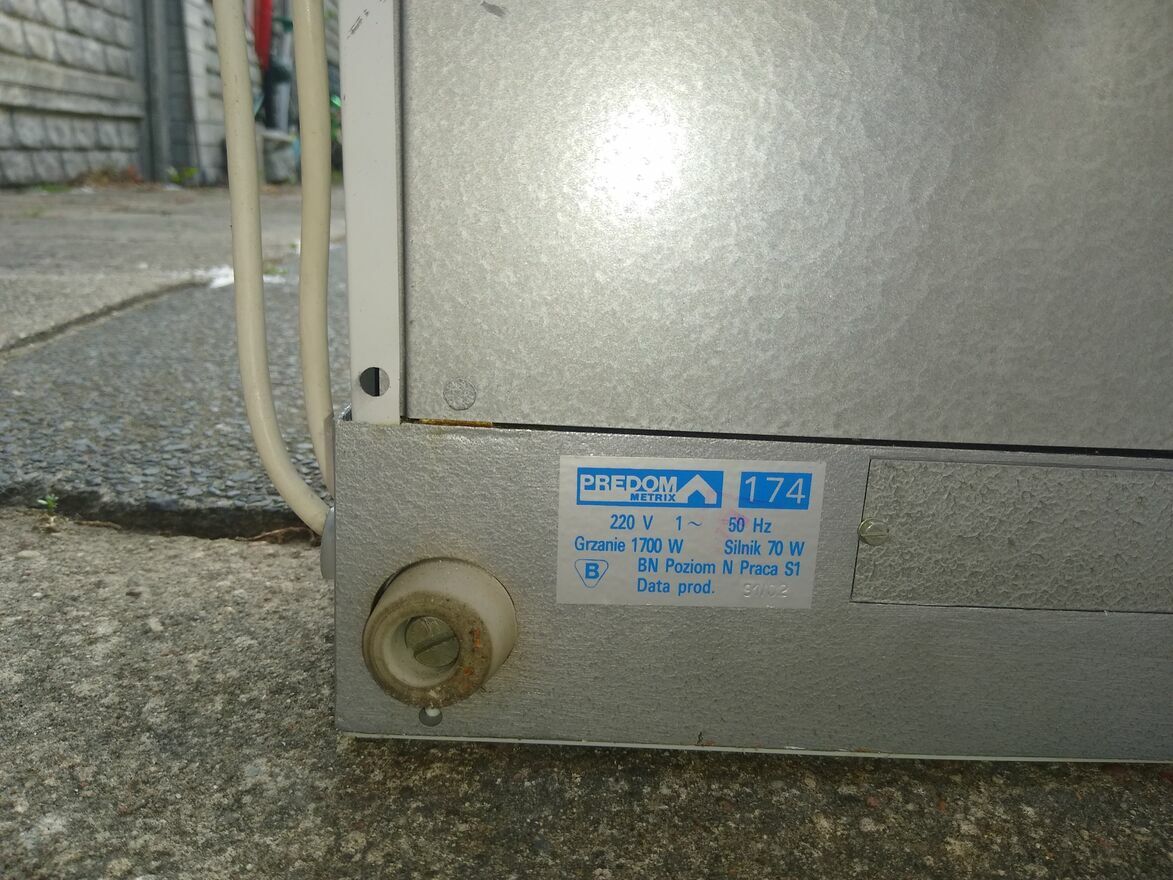 PREDOM
METRIX
174
220 V 1~ 50 Hz
Grzanie 1700 W Silnik 70 W
B BN Poziom N Praca S1
Data prod.